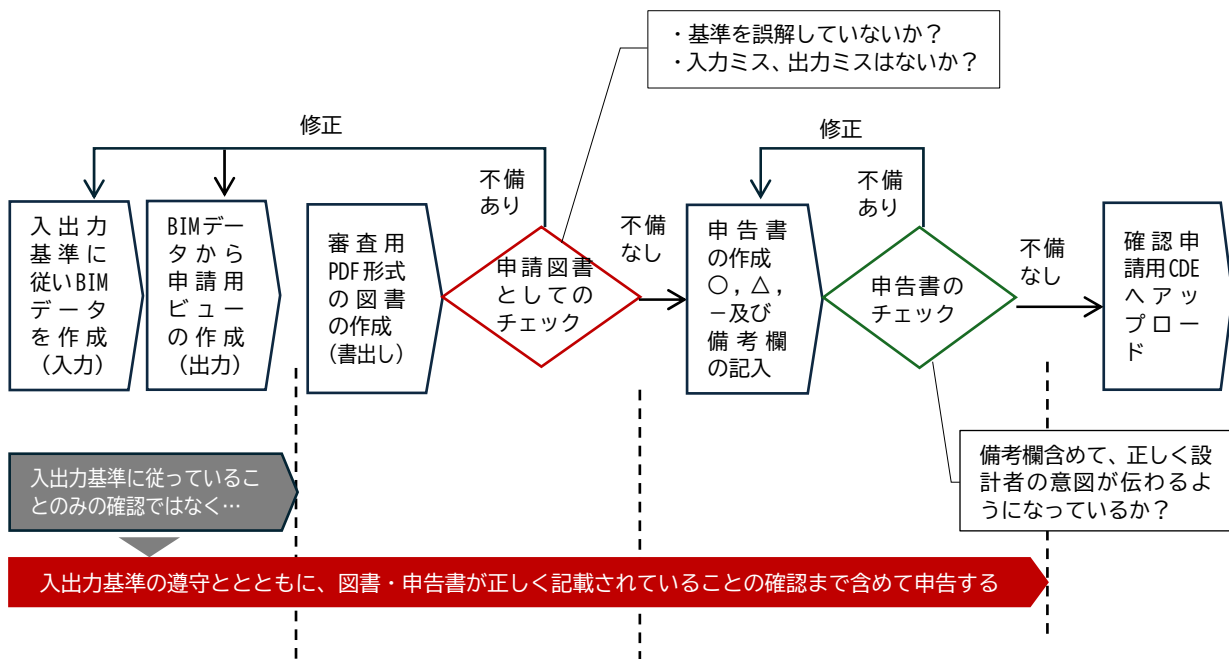 ・基準を誤解していないか？
・入力ミス、出力ミスはないか？
修正
修正
不備
あり
不備
なし
不備
あり
不備
なし
入出力
基準に
従いBIM
データ
を作成
（入力）
BIMデー
タから
申請用
ビュー
の作成
（出力）
審査用
PDF形式
の図書
の作成
（書出し）
申請図書
としての
チェック
申告書
の作成
○，△，
－及び
備考欄
の記入
申告書の
チェック
確認申
請用CDE
へアッ
プロー
ド
入出力基準に従っているこ
とのみの確認ではなく…
備考欄含めて、正しく設
計者の意図が伝わるよ
うになっているか？
入出力基準の遵守ととともに、図書・申告書が正しく記載されていることの確認まで含めて申告する